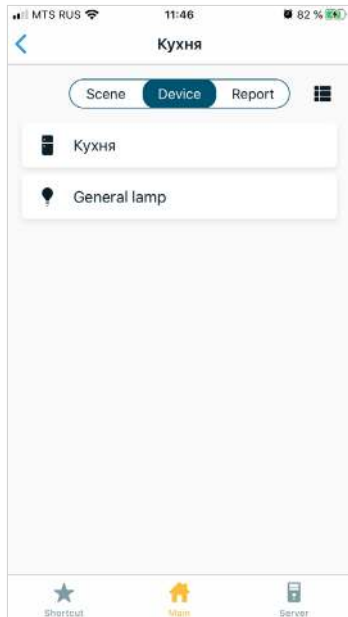 MTS RUS 11:46 82 %
Кухня
Scene Device Report
Кухня
General lamp
Shortcut Main Server